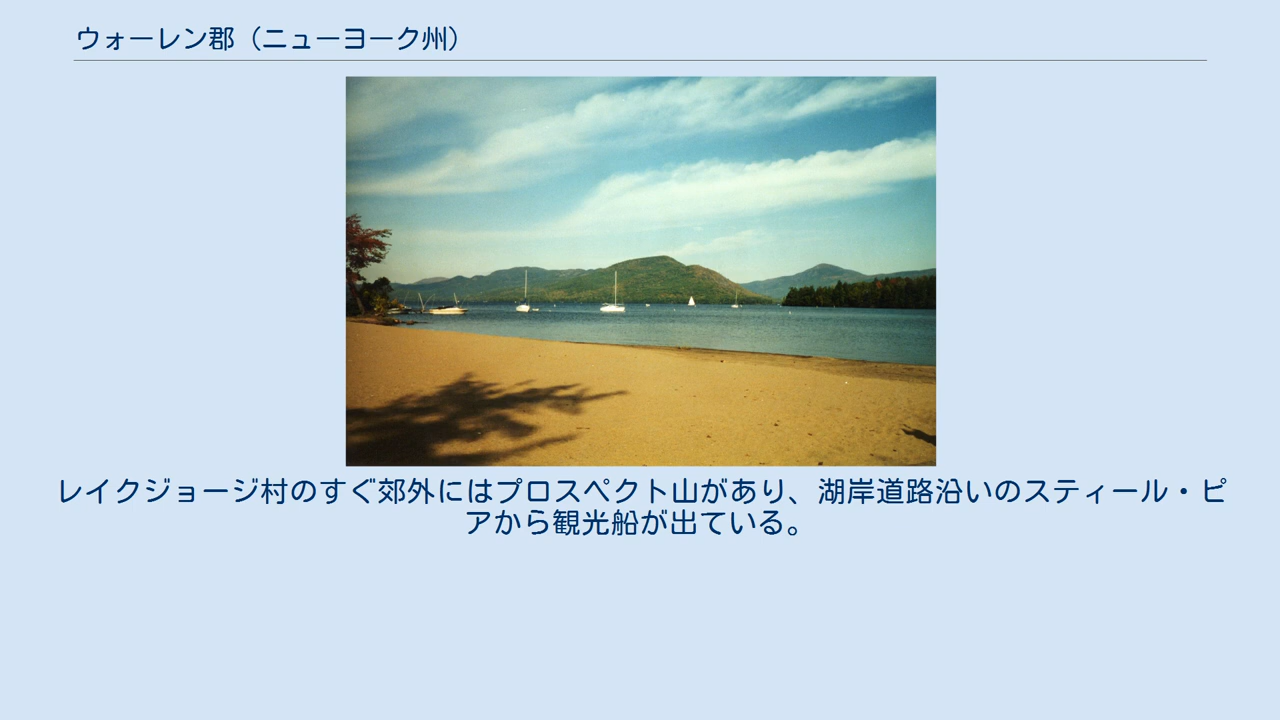 ウォーレン郡（ニューヨーク州）
レイクジョージ村のすぐ郊外にはプロスペクト山があり、湖岸道路沿いのスティール・ピ
アから観光船が出ている。